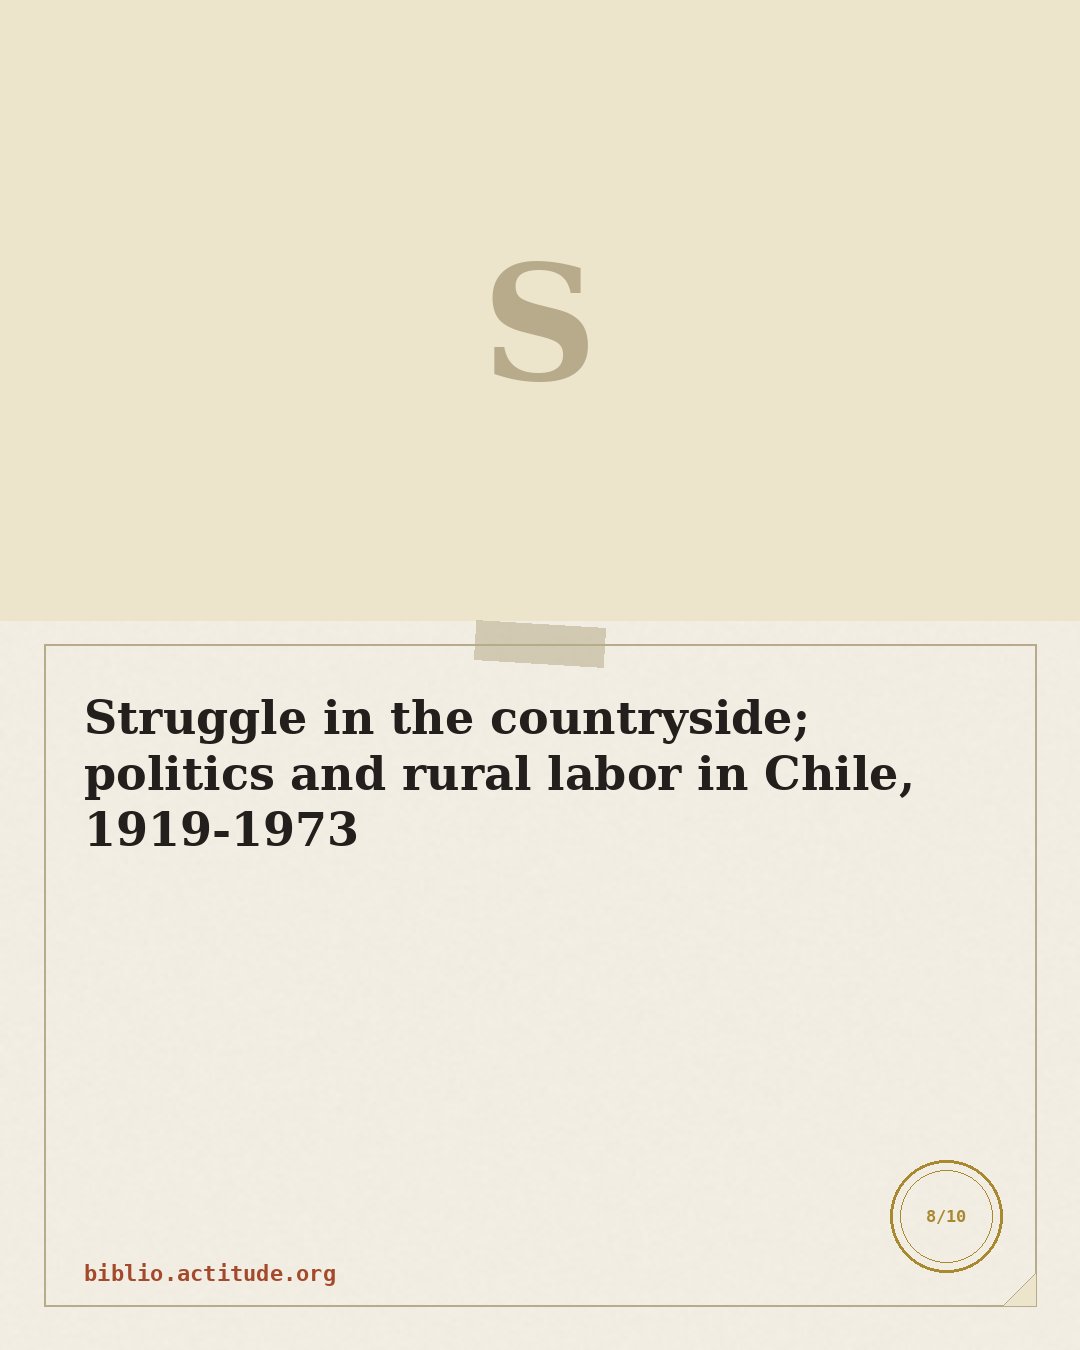 S
Struggle in the countryside;
politics and rural labor in Chile,
1919-1973
8/10
biblio.actitude.org